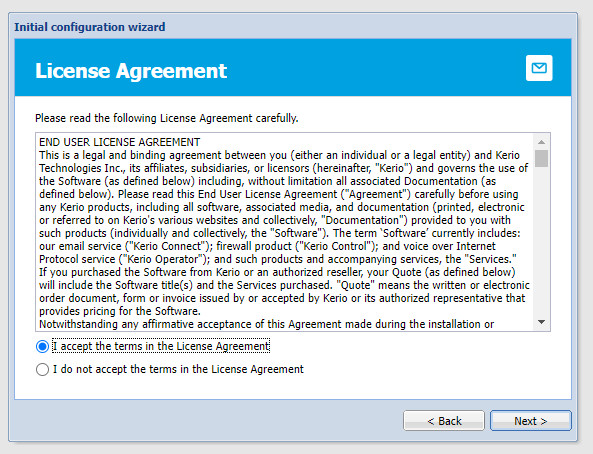 Initial configuration wizard
License Agreement
Please read the following License Agreement carefully.
END USER LICENSE AGREEMENT
This is a legal and binding agreement between you (either an individual or a legal entity) and Kerio
Technologies Inc., its affiliates, subsidiaries, or licensors (hereinafter, "Kerio") and governs the use of
the Software (as defined below) including, without limitation all associated Documentation (as
defined below). Please read this End User License Agreement ("Agreement") carefully before using
any Kerio products, including all software, associated media, and documentation (printed, electronic
or referred to on Kerio's various websites and collectively, "Documentation") provided to you with
such products (individually and collectively, the "Software"). The term 'Software' currently includes:
our email service ("Kerio Connect"); firewall product ("Kerio Control"); and voice over Internet
Protocol service ("Kerio Operator"); and such products and accompanying services, the "Services."
If you purchased the Software from Kerio or an authorized reseller, your Quote (as defined below)
will include the Software title(s) and the Services purchased. "Quote" means the written or electronic
order document, form or invoice issued by or accepted by Kerio or its authorized representative that
provides pricing for the Software.
Notwithstanding any affirmative acceptance of this Agreement made during the installation or
I accept the terms in the License Agreement
I do not accept the terms in the License Agreement
< Back
Next >